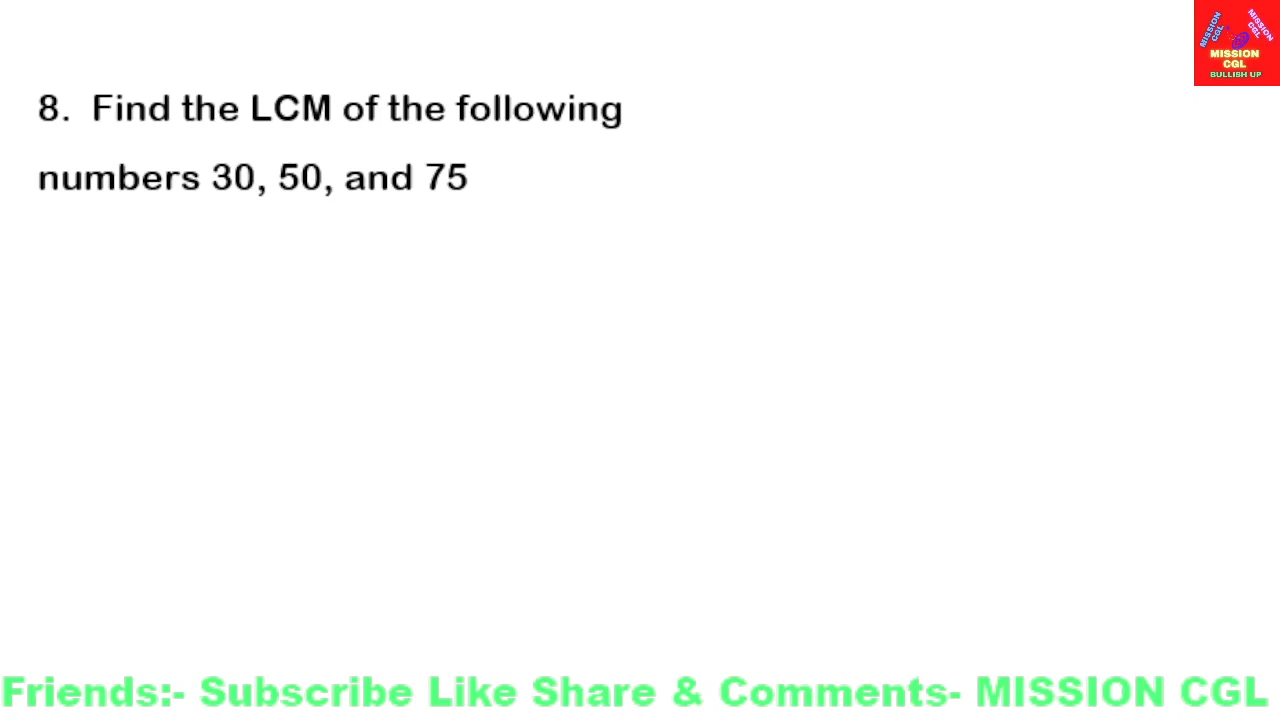 MISSION
CGL
MISSION
CGL
MISSION
CGL
BULLISH UP
8. Find the LCM of the following
numbers 30, 50, and 75
Friends:- Subscribe Like Share & Comments- MISSION CGL